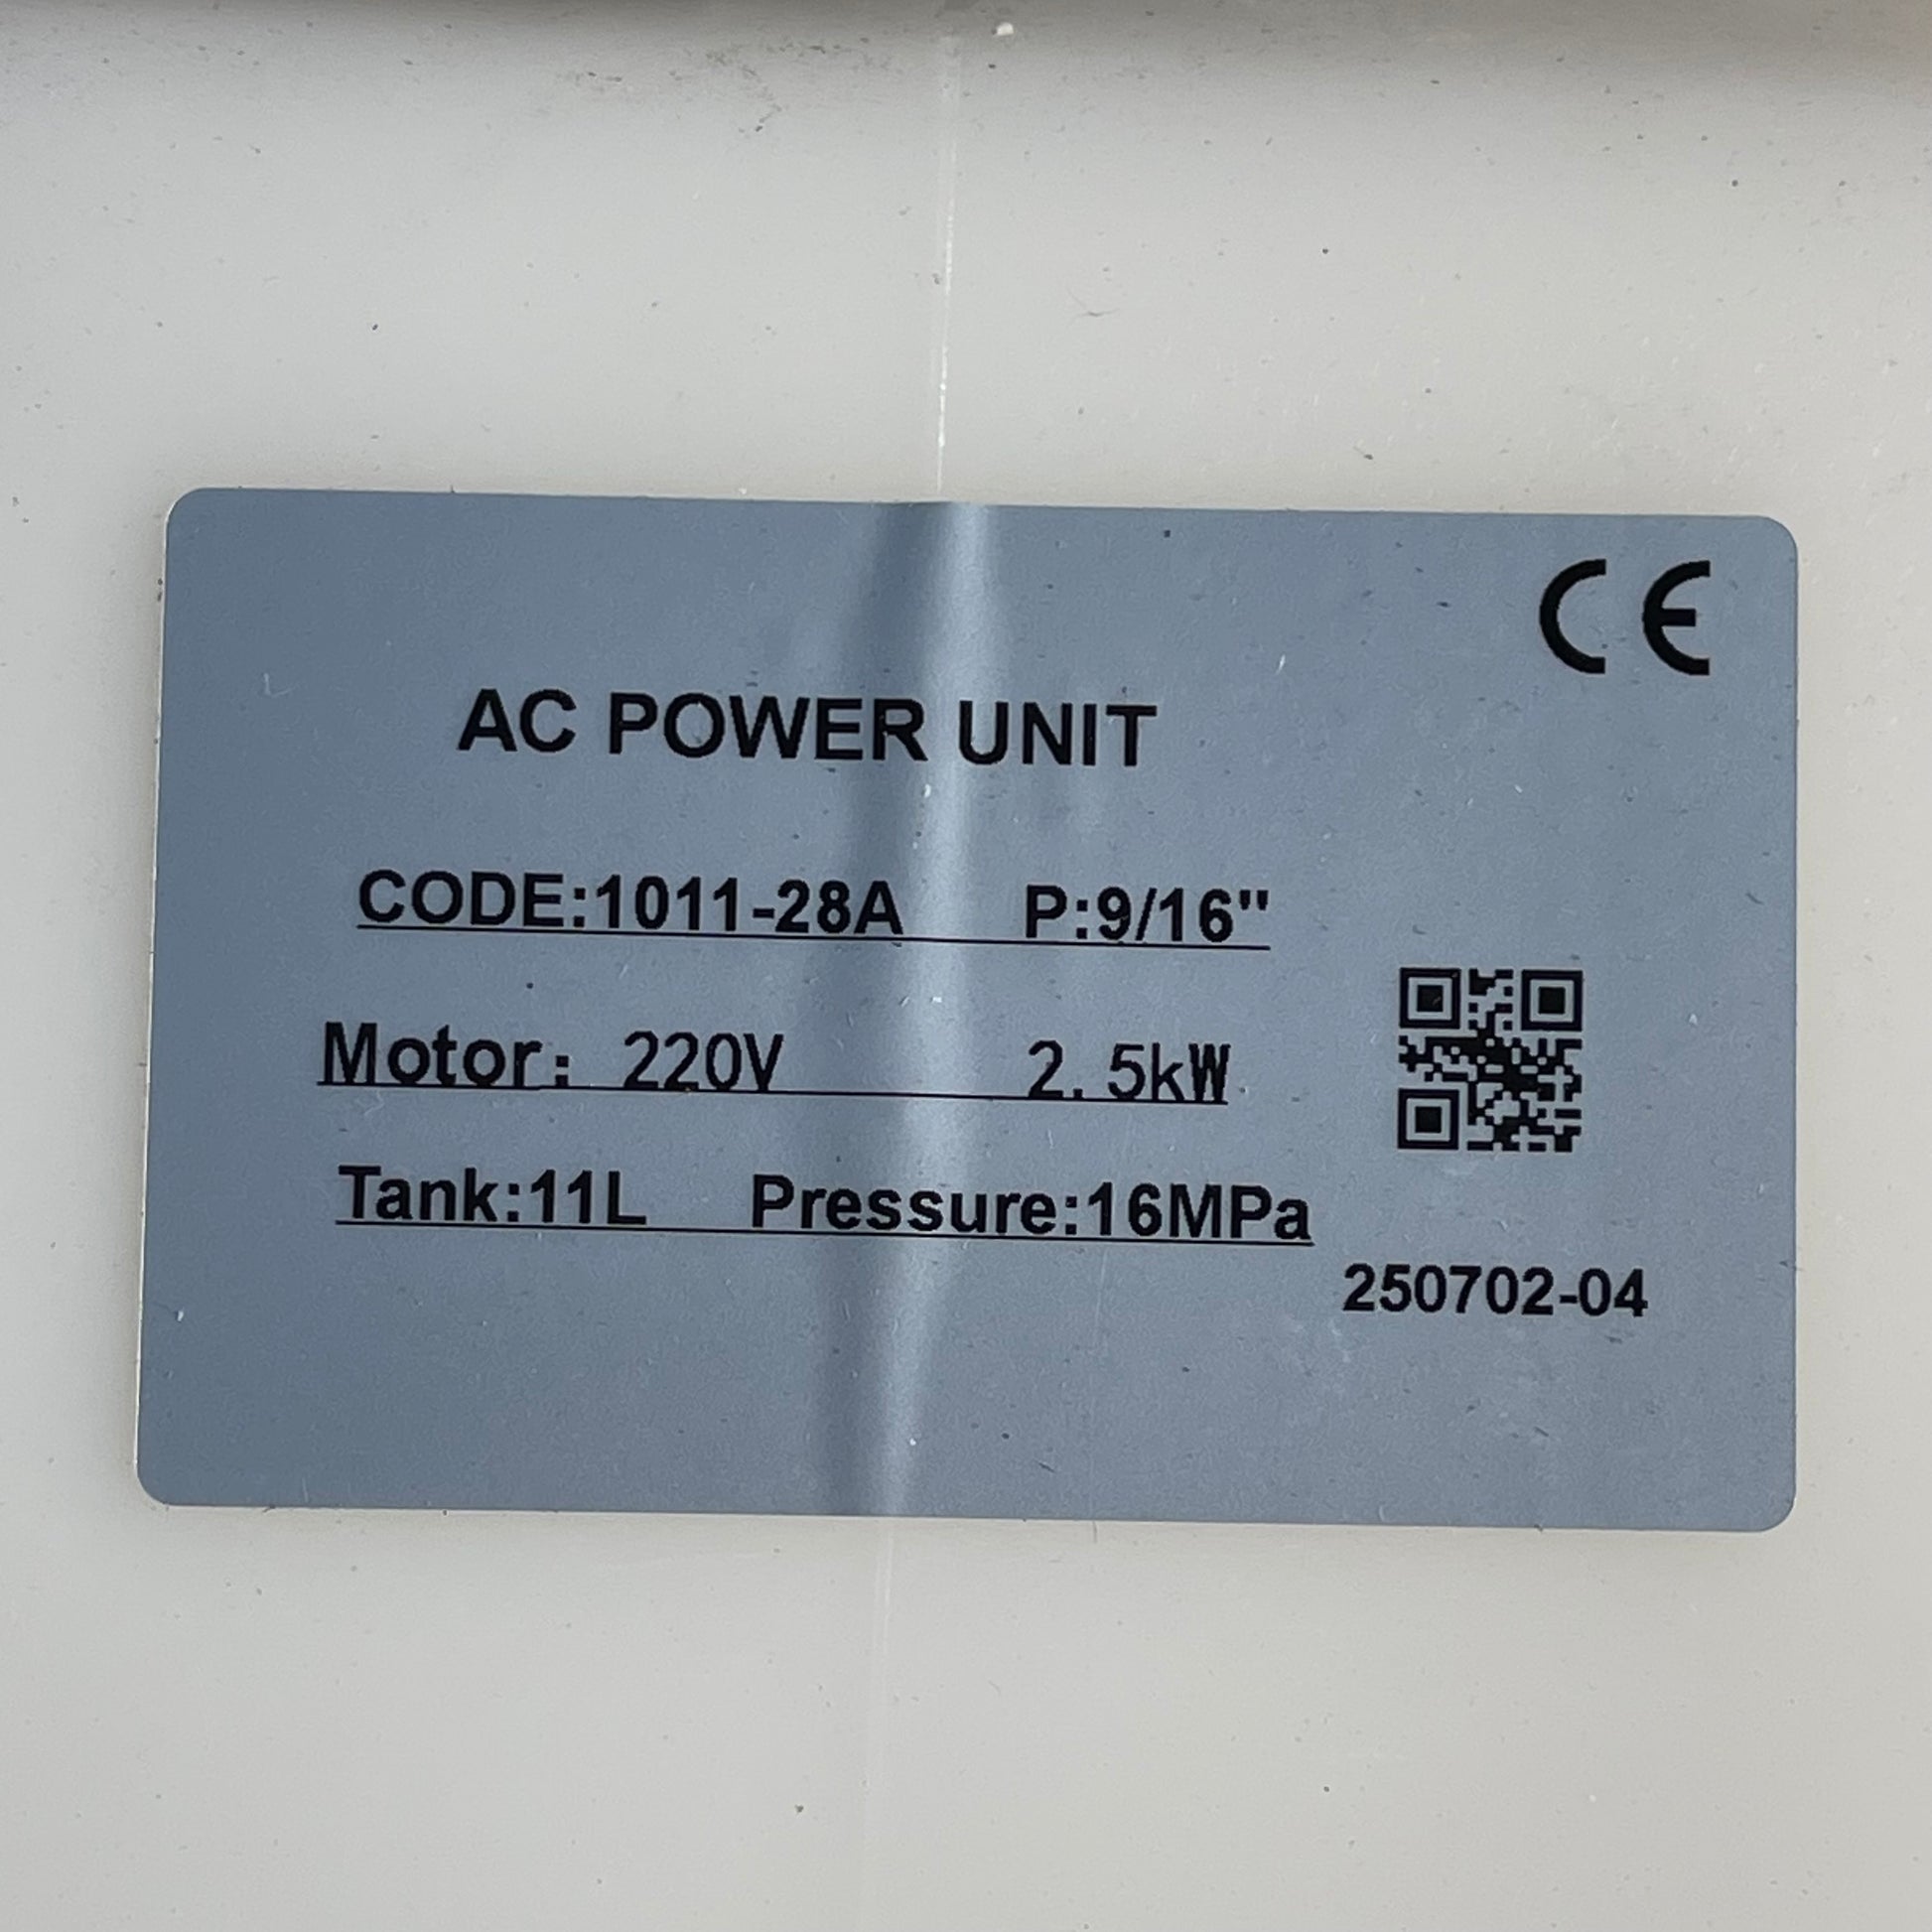 CE
AC POWER UNIT
CODE:1011-28A P:9/16"
Motor: 220V 2.5kW
Tank:11L Pressure:16MPa
250702-04